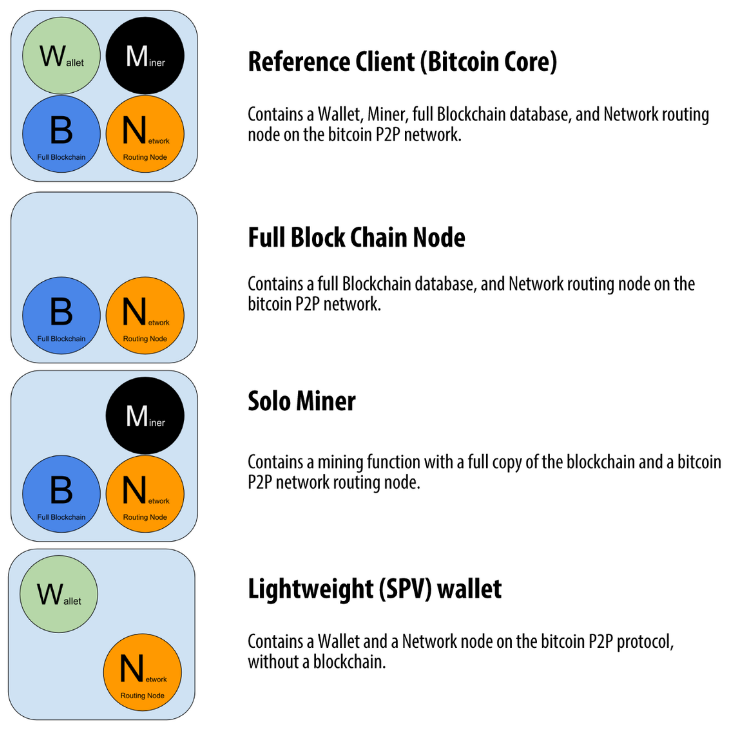 Wallet
Miner
B
Full Blockchain
Network
Routing Node
Reference Client (Bitcoin Core)
Contains a Wallet, Miner, full Blockchain database, and Network routing
node on the bitcoin P2P network.
B
Full Blockchain
Network
Routing Node
Full Block Chain Node
Contains a full Blockchain database, and Network routing node on the
bitcoin P2P network.
Miner
B
Full Blockchain
Network
Routing Node
Solo Miner
Contains a mining function with a full copy of the blockchain and a bitcoin
P2P network routing node.
Wallet
Network
Routing Node
Lightweight (SPV) wallet
Contains a Wallet and a Network node on the bitcoin P2P protocol,
without a blockchain.